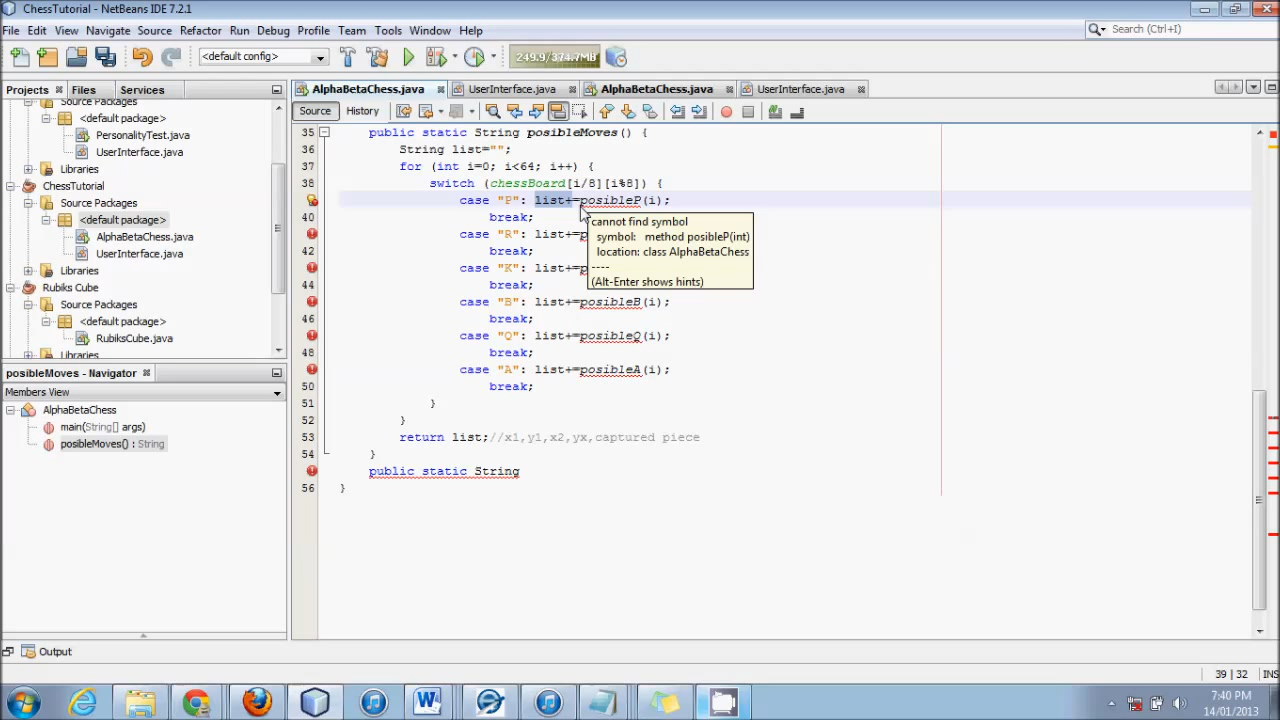 ChessTutorial - NetBeans IDE 7.2.1
File Edit View Navigate Source Refactor Run Debug Profile Team Tools Window Help
Search (Ctrl+I)
<default config>
249.9/374.7MB
Projects Files Services
AlphaBetaChess.java UserInterface.java AlphaBetaChess.java UserInterface.java
Source History
Source Packages
<default package>
PersonalityTest.java
UserInterface.java
Libraries
ChessTutorial
Source Packages
<default package>
AlphaBetaChess.java
UserInterface.java
Libraries
Rubiks Cube
Source Packages
<default package>
RubiksCube.java
Libraries
posibleMoves - Navigator
Members View
AlphaBetaChess
main(String[] args)
posibleMoves() : String
35 public static String posibleMoves() {
36 String list="";
37 for (int i=0; i<64; i++) {
38 switch (chessBoard[i/8][i%8]) {
case "P": list+=posibleP(i);
40 break;
case "R": list+=p
42 break;
case "K": list+=p
44 break;
case "B": list+=posibleB(i);
46 break;
case "Q": list+=posibleQ(i);
48 break;
case "A": list+=posibleA(i);
50 break;
51 }
52 }
53 return list;//x1,y1,x2,yx,captured piece
54 }
public static String
56 }
cannot find symbol
symbol: method posibleP(int)
location: class AlphaBetaChess
----
(Alt-Enter shows hints)
Output
39 | 32 INS
7:40 PM
14/01/2013